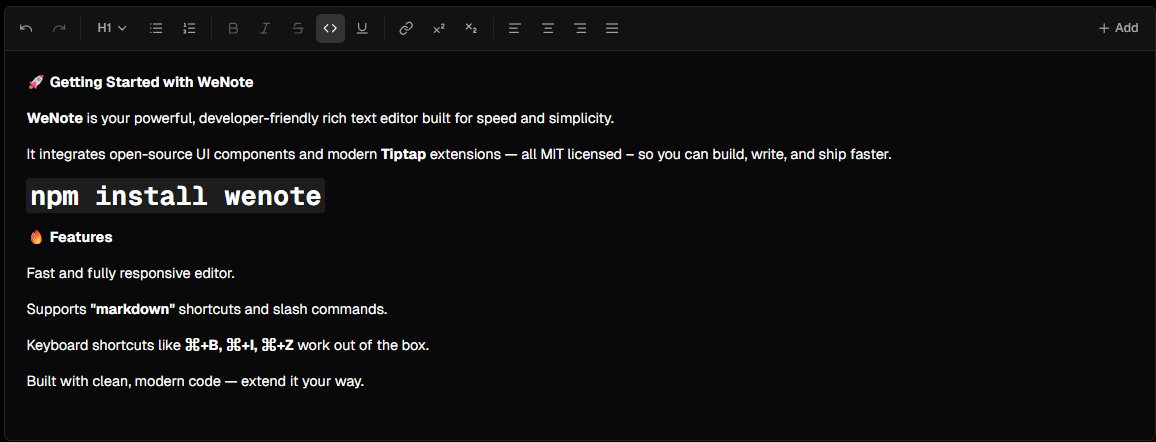 H1
B I S U x² x₂
+ Add
🚀 Getting Started with WeNote
WeNote is your powerful, developer-friendly rich text editor built for speed and simplicity.
It integrates open-source UI components and modern Tiptap extensions — all MIT licensed – so you can build, write, and ship faster.
npm install wenote
🔥 Features
Fast and fully responsive editor.
Supports "markdown" shortcuts and slash commands.
Keyboard shortcuts like ⌘+B, ⌘+I, ⌘+Z work out of the box.
Built with clean, modern code — extend it your way.